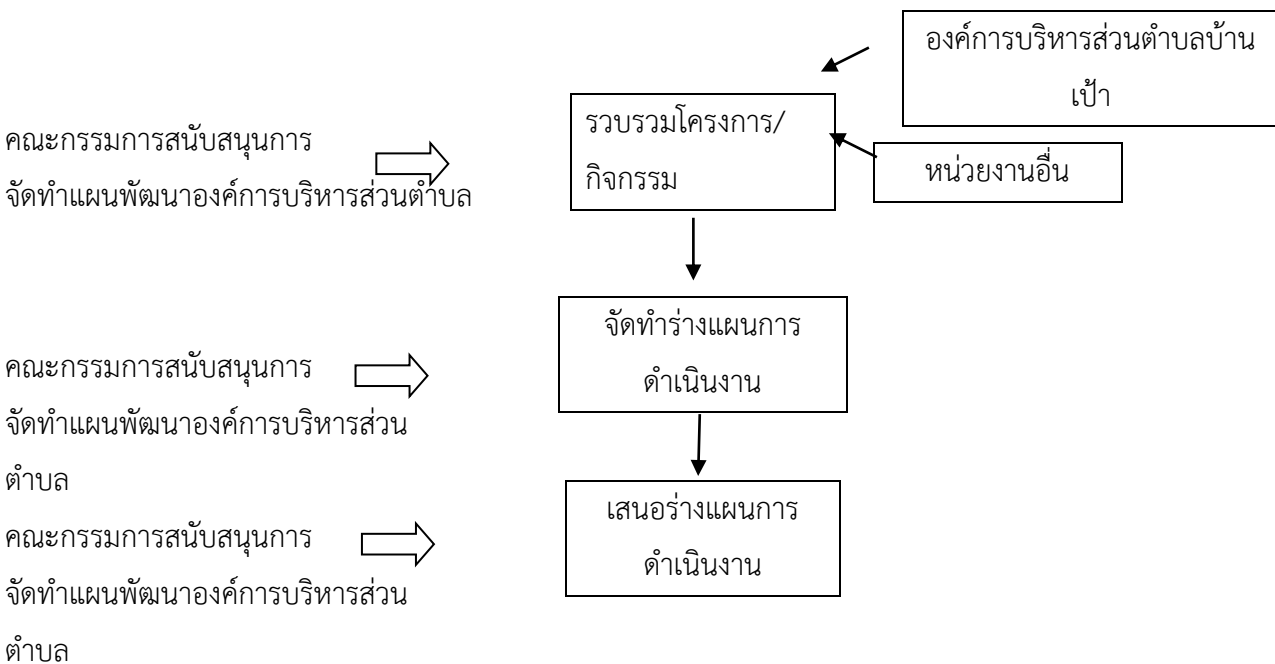 องค์การบริหารส่วนตำบลบ้าน
เป้า
รวบรวมโครงการ/
กิจกรรม
หน่วยงานอื่น
คณะกรรมการสนับสนุนการ
จัดทำแผนพัฒนาองค์การบริหารส่วนตำบล
จัดทำร่างแผนการ
ดำเนินงาน
คณะกรรมการสนับสนุนการ
จัดทำแผนพัฒนาองค์การบริหารส่วน
ตำบล
เสนอร่างแผนการ
ดำเนินงาน
คณะกรรมการสนับสนุนการ
จัดทำแผนพัฒนาองค์การบริหารส่วน
ตำบล